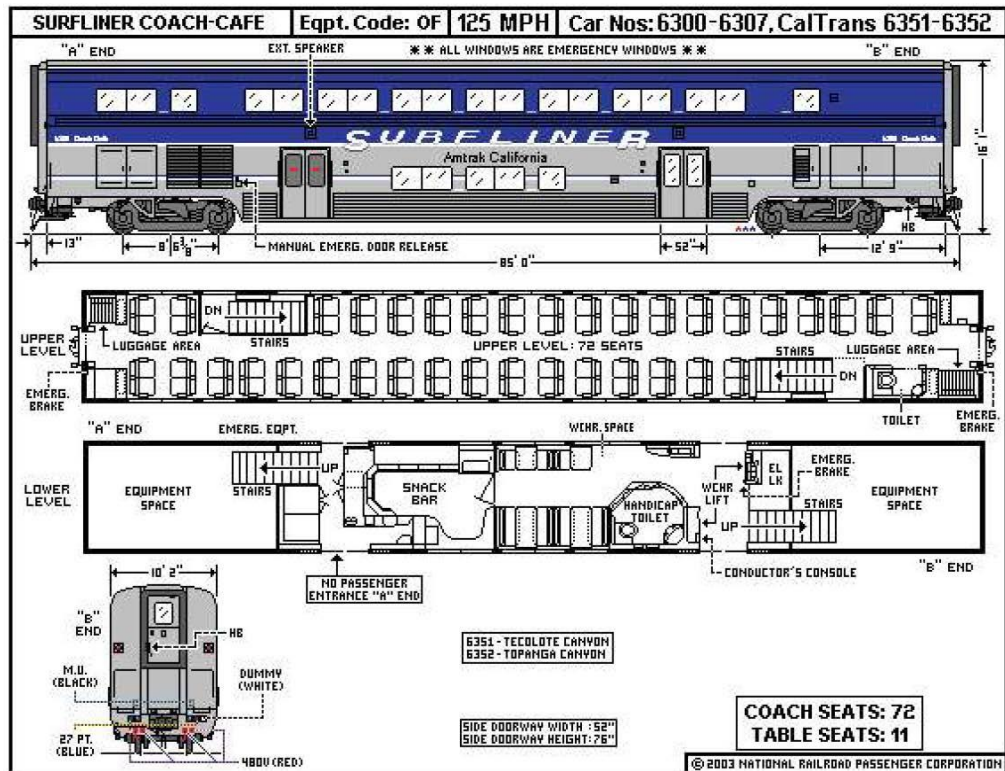 SURFLINER COACH-CAFE
Eqpt. Code: OF
125 MPH
Car Nos: 6300-6307, CalTrans 6351-6352
"A" END
EXT. SPEAKER
** ALL WINDOWS ARE EMERGENCY WINDOWS **
"B" END
SURFLINER
Amtrak California
16' 1"
13"
8' 6 3/8"
MANUAL EMERG. DOOR RELEASE
52"
HB
12' 9"
85' 0"
DN
STAIRS
LUGGAGE AREA
UPPER LEVEL: 72 SEATS
STAIRS
LUGGAGE AREA
UPPER
LEVEL
DN
EMERG.
BRAKE
TOILET
EMERG.
BRAKE
"A" END
EMERG. EQPT.
WCHR. SPACE
LOWER
LEVEL
EQUIPMENT
SPACE
UP
STAIRS
SNACK
BAR
HANDICAP
TOILET
WCHR
LIFT
EL
LK
EMERG.
BRAKE
STAIRS
UP
EQUIPMENT
SPACE
NO PASSENGER
ENTRANCE "A" END
CONDUCTOR'S CONSOLE
"B" END
10' 2"
"B"
END
HB
M.U.
(BLACK)
DUMMY
(WHITE)
27 PT.
(BLUE)
480V (RED)
6351 - TECOLOTE CANYON
6352 - TOPANGA CANYON
SIDE DOORWAY WIDTH : 52"
SIDE DOORWAY HEIGHT: 76"
COACH SEATS: 72
TABLE SEATS: 11
© 2003 NATIONAL RAILROAD PASSENGER CORPORATION